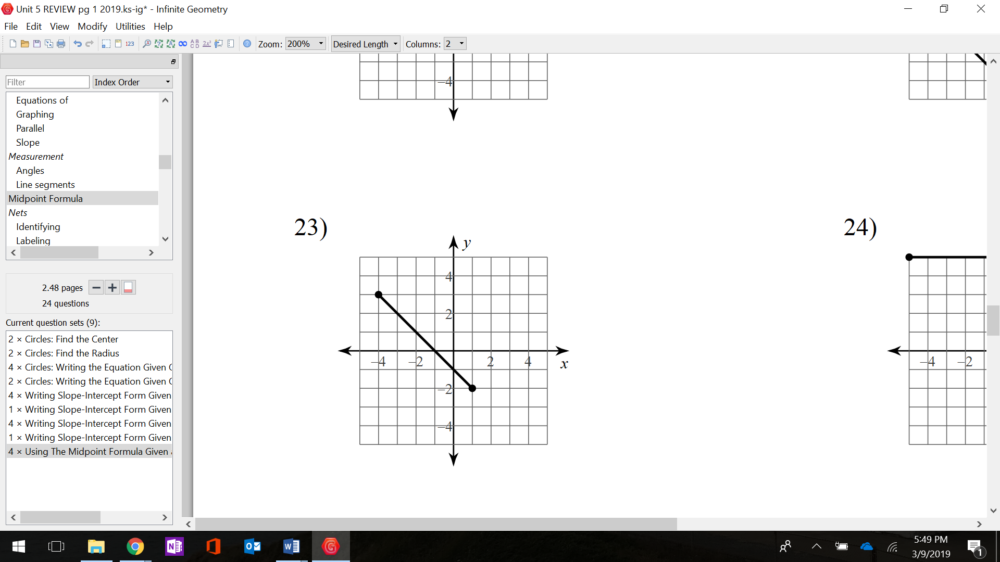 Unit 5 REVIEW pg 1 2019.ks-ig* - Infinite Geometry
File Edit View Modify Utilities Help
123 A B C D 2x³ Zoom: 200% Desired Length Columns: 2
Filter Index Order
Equations of
Graphing
Parallel
Slope
Measurement
Angles
Line segments
Midpoint Formula
Nets
Identifying
Labeling
2.48 pages
24 questions
Current question sets (9):
2 × Circles: Find the Center
2 × Circles: Find the Radius
4 × Circles: Writing the Equation Given
2 × Circles: Writing the Equation Given
4 × Writing Slope-Intercept Form Given
1 × Writing Slope-Intercept Form Given
4 × Writing Slope-Intercept Form Given
1 × Writing Slope-Intercept Form Given
4 × Using The Midpoint Formula Given
−4
23)
y
4
2
−4 −2 2 4 x
−2
−4
24)
−4 −2
5:49 PM
3/9/2019
1